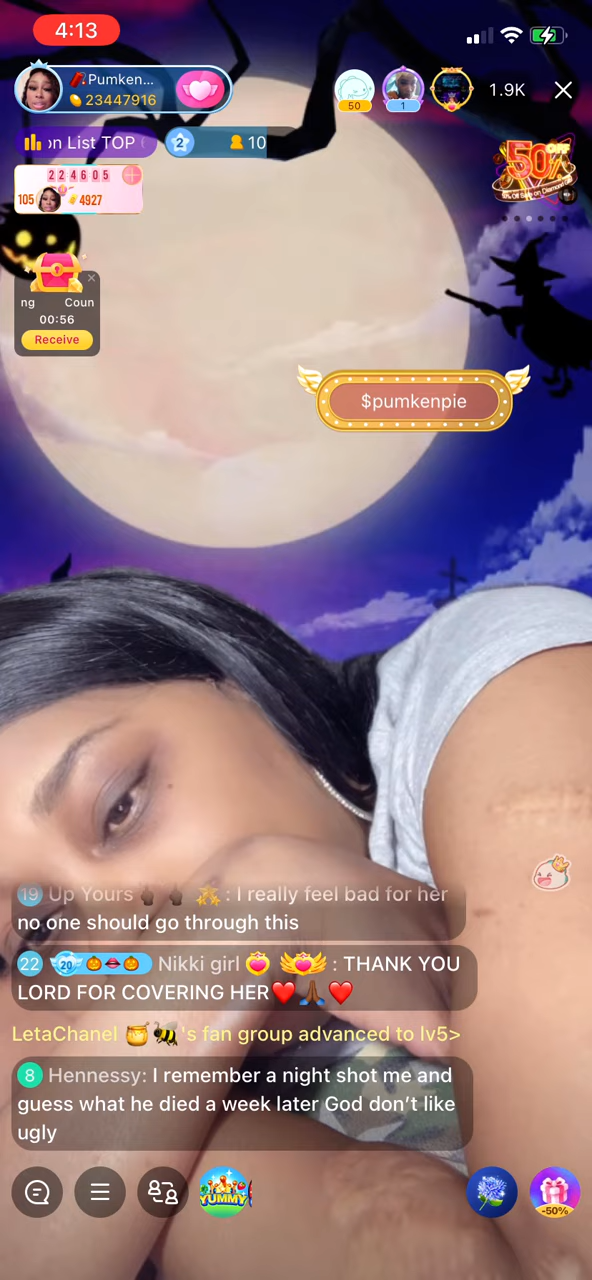 4:13
Pumken...
23447916
50
1
1.9K
on List TOP
2
10
50% OFF
224605
105
4927
ng Coun
00:56
Receive
$pumkenpie
19 Up Yours : I really feel bad for her
no one should go through this
22 20 Nikki girl : THANK YOU
LORD FOR COVERING HER❤️🙏🏾❤️
LetaChanel 🍯🐝's fan group advanced to lv5>
8 Hennessy: I remember a night shot me and
guess what he died a week later God don't like
ugly
YUMMY
-50%